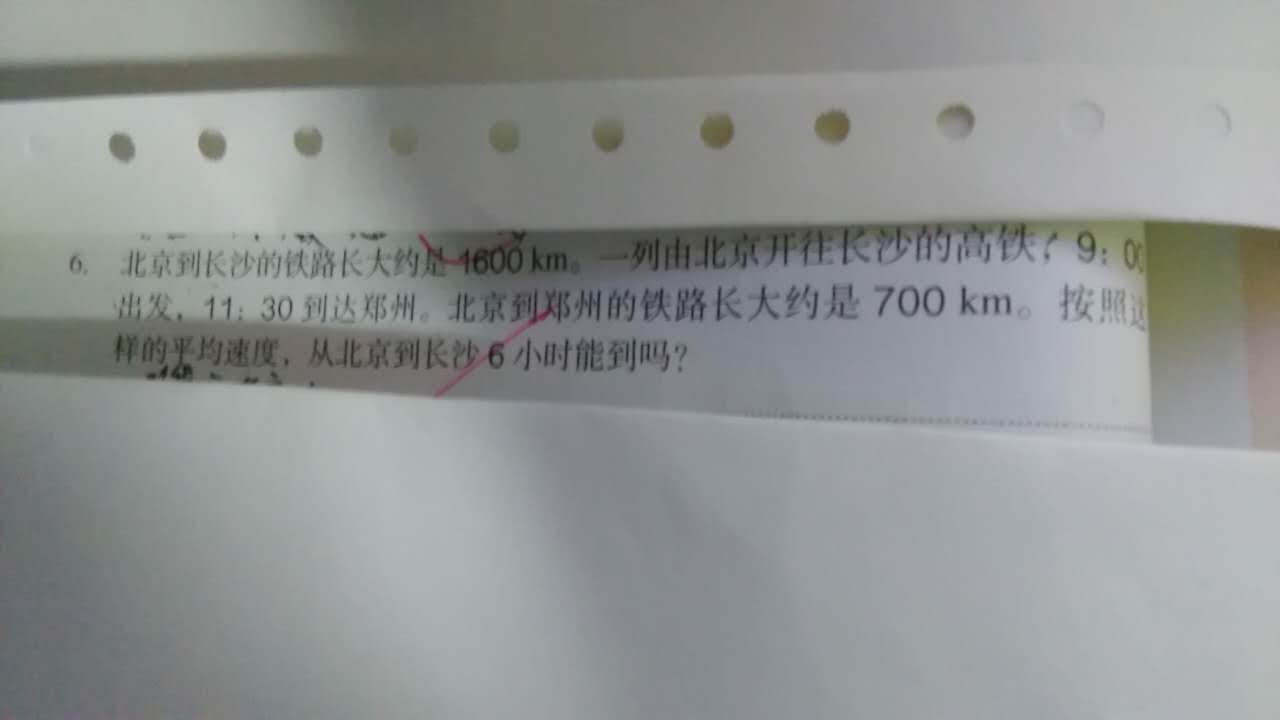 6. 北京到长沙的铁路长大约是 1600 km。一列由北京开往长沙的高铁，9：00
出发，11：30 到达郑州。北京到郑州的铁路长大约是 700 km。按照这
样的平均速度，从北京到长沙 6 小时能到吗？